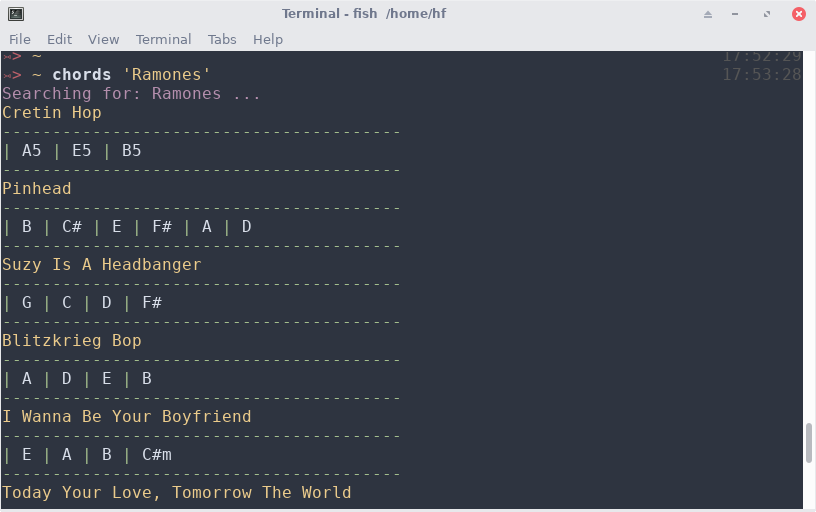 Terminal - fish  /home/hf
File Edit View Terminal Tabs Help
>> ~ 17:52:29
>> ~ chords 'Ramones' 17:53:28
Searching for: Ramones ...
Cretin Hop
----------------------------------------
| A5 | E5 | B5
----------------------------------------
Pinhead
----------------------------------------
| B | C# | E | F# | A | D
----------------------------------------
Suzy Is A Headbanger
----------------------------------------
| G | C | D | F#
----------------------------------------
Blitzkrieg Bop
----------------------------------------
| A | D | E | B
----------------------------------------
I Wanna Be Your Boyfriend
----------------------------------------
| E | A | B | C#m
----------------------------------------
Today Your Love, Tomorrow The World